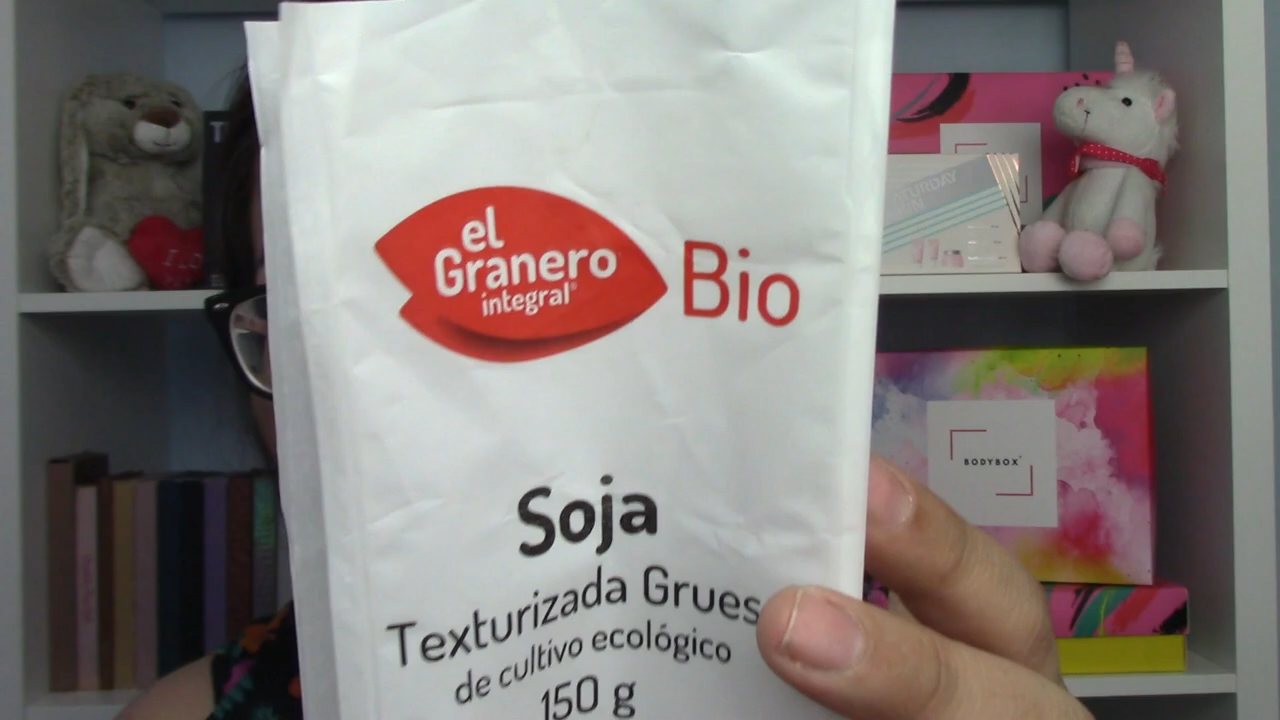 el
Granero
integral®
Bio
Soja
Texturizada Grues
de cultivo ecológico
150 g
BODYBOX